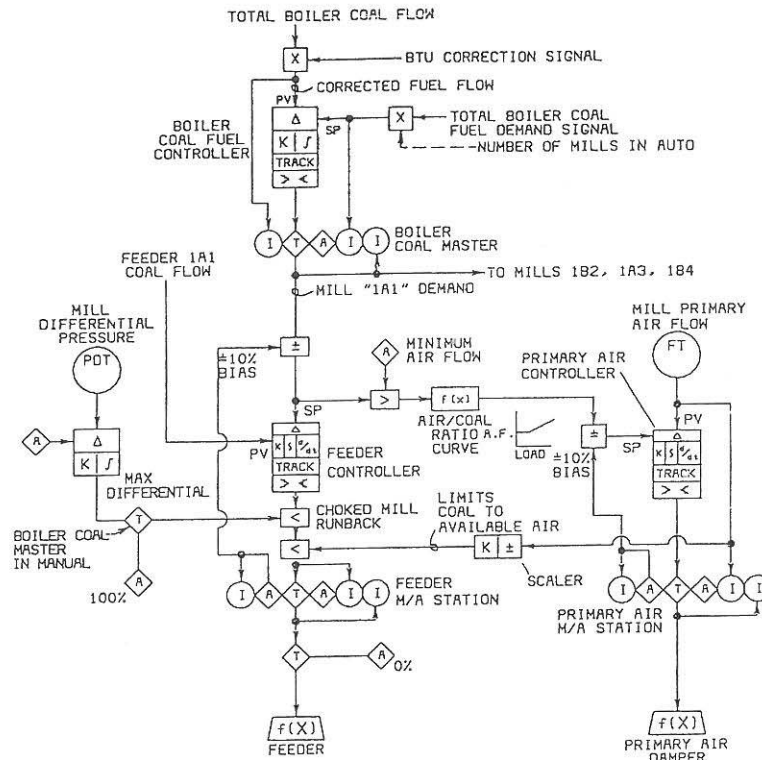 TOTAL BOILER COAL FLOW
X
BTU CORRECTION SIGNAL
CORRECTED FUEL FLOW
PV
Δ
SP
X
TOTAL BOILER COAL
FUEL DEMAND SIGNAL
NUMBER OF MILLS IN AUTO
BOILER
COAL FUEL
CONTROLLER
K ∫
TRACK
> <
I T A I I
BOILER
COAL MASTER
FEEDER 1A1
COAL FLOW
TO MILLS 1B2, 1A3, 1B4
MILL "1A1" DEMAND
MILL
DIFFERENTIAL
PRESSURE
PDT
±10%
BIAS
±
A
MINIMUM
AIR FLOW
MILL PRIMARY
AIR FLOW
FT
PRIMARY AIR
CONTROLLER
SP
>
f(x)
AIR/COAL
RATIO A.F.
CURVE
LOAD
±
±10%
BIAS
SP
PV
Δ
K ∫ d/dt
TRACK
> <
A
Δ
K ∫
MAX
DIFFERENTIAL
PV
Δ
K ∫ d/dt
TRACK
> <
FEEDER
CONTROLLER
BOILER COAL
MASTER
IN MANUAL
T
A
100%
<
CHOKED MILL
RUNBACK
<
LIMITS
COAL TO
AVAILABLE AIR
K ±
SCALER
I A T A I I
FEEDER
M/A STATION
I A T A I I
PRIMARY AIR
M/A STATION
T
A
0%
f(X)
FEEDER
f(X)
PRIMARY AIR
DAMPER